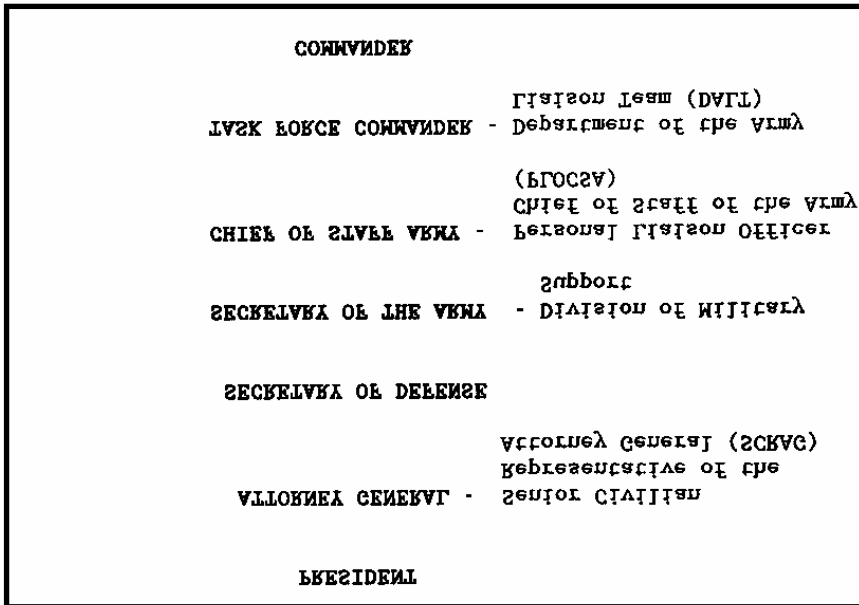 PRESIDENT
ATTORNEY GENERAL - Senior Civilian
Representative of the
Attorney General (SCRAG)
SECRETARY OF DEFENSE
SECRETARY OF THE ARMY - Division of Military
Support
CHIEF OF STAFF ARMY - Personal Liaison Officer
Chief of Staff of the Army
(PLOCSA)
TASK FORCE COMMANDER - Department of the Army
Liaison Team (DALT)
COMMANDER